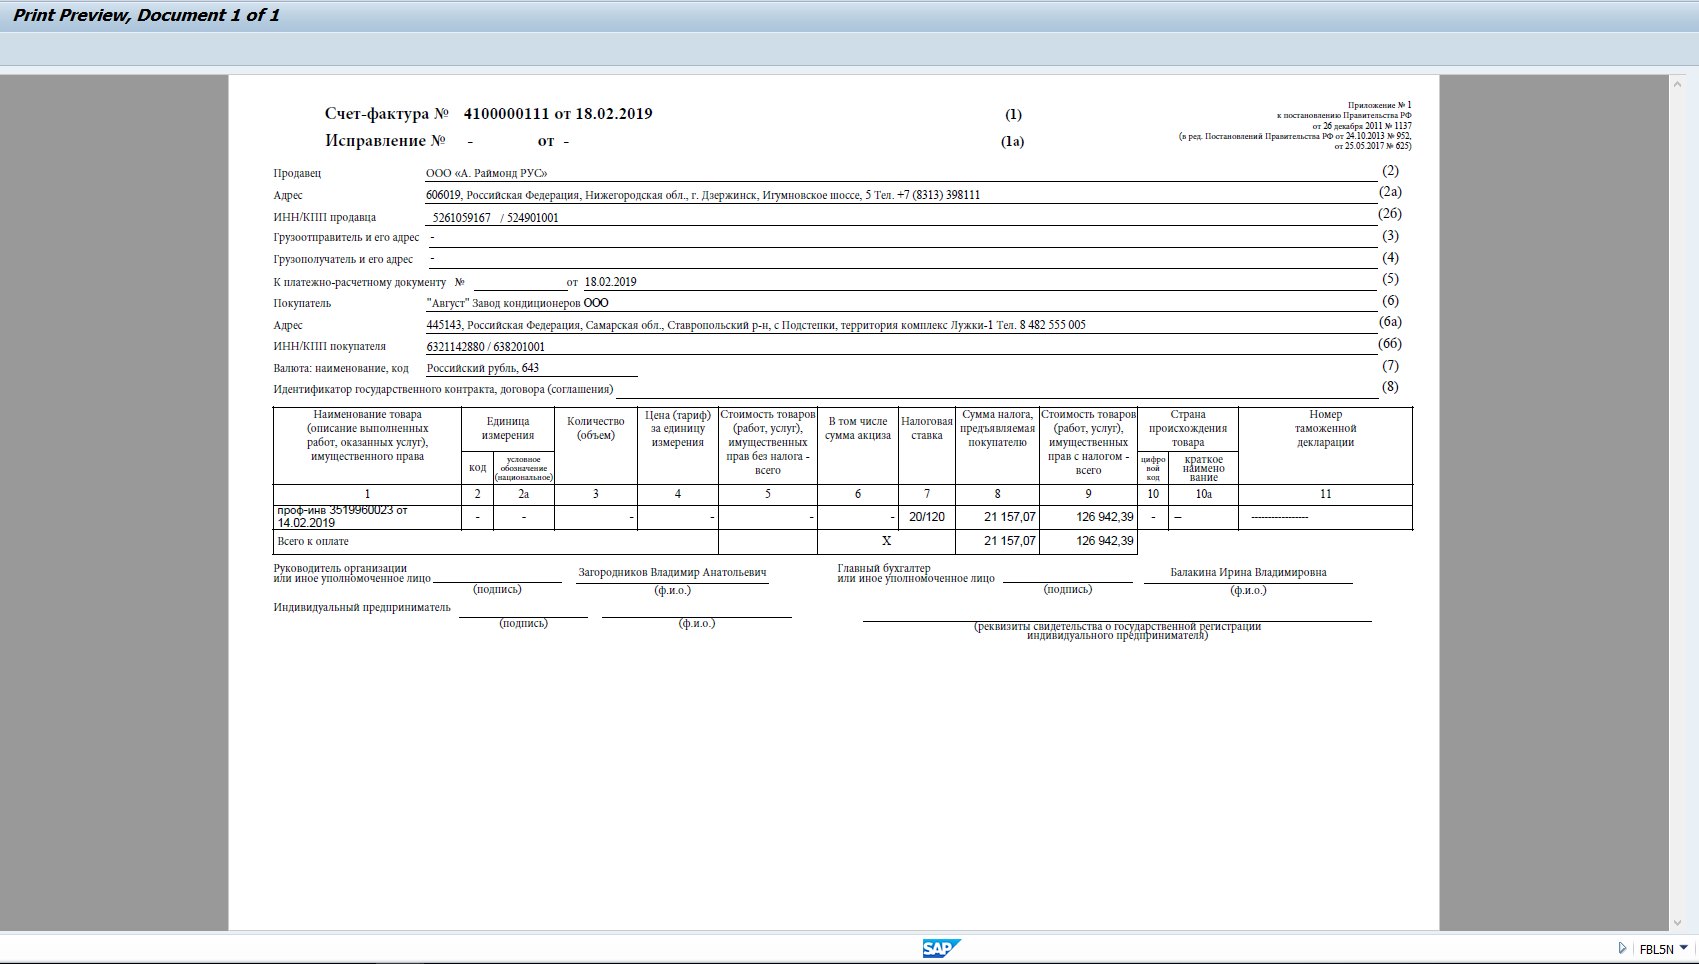 Print Preview, Document 1 of 1
Счет-фактура № 4100000111 от 18.02.2019 (1)
Исправление № - от - (1а)
Приложение № 1
к постановлению Правительства РФ
от 26 декабря 2011 № 1137
(в ред. Постановлений Правительства РФ от 24.10.2013 № 952,
от 25.05.2017 № 625)
Продавец ООО «А. Раймонд РУС» (2)
Адрес 606019, Российская Федерация, Нижегородская обл., г. Дзержинск, Игумновское шоссе, 5 Тел. +7 (8313) 398111 (2а)
ИНН/КПП продавца 5261059167 / 524901001 (2б)
Грузоотправитель и его адрес - (3)
Грузополучатель и его адрес - (4)
К платежно-расчетному документу № от 18.02.2019 (5)
Покупатель "Август" Завод кондиционеров ООО (6)
Адрес 445143, Российская Федерация, Самарская обл., Ставропольский р-н, с Подстепки, территория комплекс Лужки-1 Тел. 8 482 555 005 (6а)
ИНН/КПП покупателя 6321142880 / 638201001 (6б)
Валюта: наименование, код Российский рубль, 643 (7)
Идентификатор государственного контракта, договора (соглашения) (8)
Наименование товара
(описание выполненных
работ, оказанных услуг),
имущественного права
Единица
измерения
код
условное
обозначение
(национальное)
Количество
(объем)
Цена (тариф)
за единицу
измерения
Стоимость товаров
(работ, услуг),
имущественных
прав без налога -
всего
В том числе
сумма акциза
Налоговая
ставка
Сумма налога,
предъявляемая
покупателю
Стоимость товаров
(работ, услуг),
имущественных
прав с налогом -
всего
Страна
происхождения
товара
цифро
вой
код
краткое
наимено
вание
Номер
таможенной
декларации
1 2 2а 3 4 5 6 7 8 9 10 10а 11
проф-инв 3519960023 от
14.02.2019
- - - - - - 20/120 21 157,07 126 942,39 - -- -----------------
Всего к оплате X 21 157,07 126 942,39
Руководитель организации
или иное уполномоченное лицо
Загородников Владимир Анатольевич
(подпись) (ф.и.о.)
Главный бухгалтер
или иное уполномоченное лицо
Балакина Ирина Владимировна
(подпись) (ф.и.о.)
Индивидуальный предприниматель
(подпись) (ф.и.о.)
(реквизиты свидетельства о государственной регистрации
индивидуального предпринимателя)
SAP
FBL5N